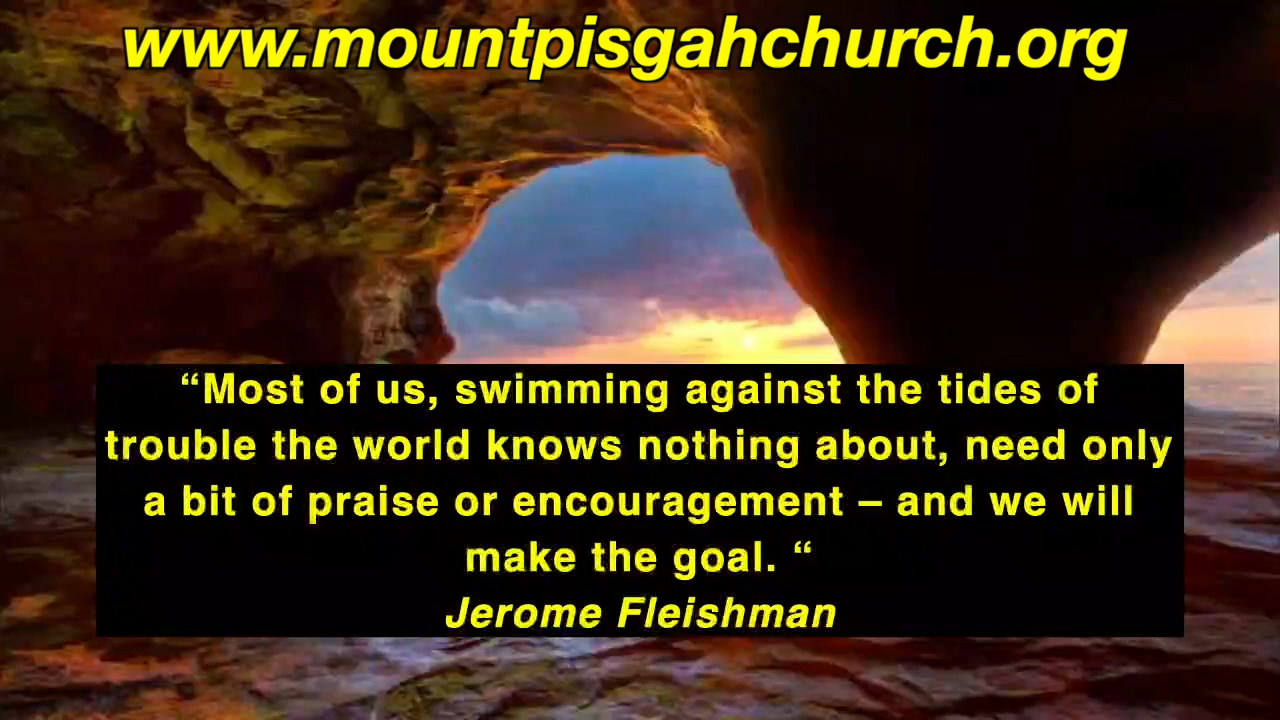 www.mountpisgahchurch.org
“Most of us, swimming against the tides of
trouble the world knows nothing about, need only
a bit of praise or encouragement – and we will
make the goal. “
Jerome Fleishman